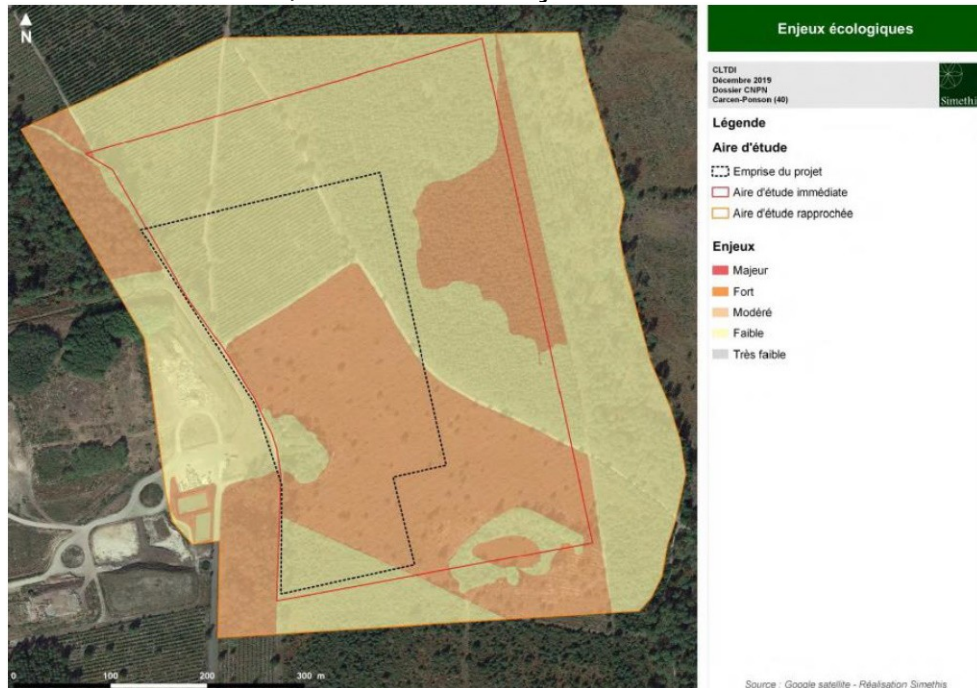 N
0 100 200 300 m
Enjeux écologiques
CLTDI
Décembre 2019
Dossier CNPN
Carcen-Ponson (40)
Simethis
Légende
Aire d'étude
Emprise du projet
Aire d'étude immédiate
Aire d'étude rapprochée
Enjeux
Majeur
Fort
Modéré
Faible
Très faible
Source : Google satellite - Réalisation Simethis